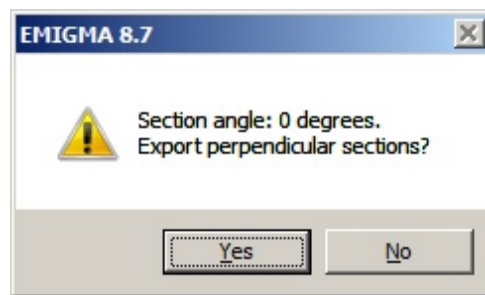 EMIGMA 8.7
Section angle: 0 degrees.
Export perpendicular sections?
Yes
No